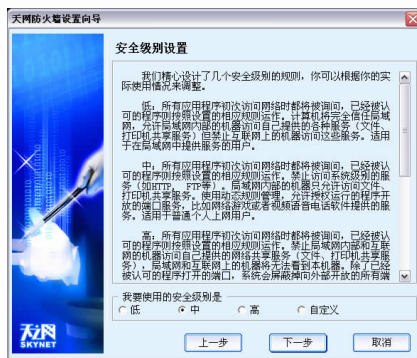 天网防火墙设置向导
安全级别设置
我们精心设计了几个安全级别的规则，你可以根据你的实
际使用情况来调整。
低，所有应用程序初次访问网络时都将被询问，已经被认
可的程序则按照设置的相应规则运作。计算机将完全信任局域
网，允许局域网内部的机器访问自己提供的各种服务（文件、
打印机共享服务）但禁止互联网上的机器访问这些服务。适用
于在局域网中提供服务的用户。
中，所有应用程序初次访问网络时都将被询问，已经被认
可的程序则按照设置的相应规则运作。禁止访问系统级别的服
务（如HTTP， FTP等）。局域网内部的机器只允许访问文件、
打印机共享服务。使用动态规则管理，允许授权运行的程序开
放的端口服务，比如网络游戏或者视频语音电话软件提供的服
务。适用于普通个人上网用户。
高，所有应用程序初次访问网络时都将被询问，已经被认
可的程序则按照设置的相应规则运作。禁止局域网内部和互联
网的机器访问自己提供的网络共享服务（文件、打印机共享服
务），局域网和互联网上的机器将无法看到本机器。除了已经
被认可的程序打开的端口，系统会屏蔽掉向外部开放的所有端
我要使用的安全级别是
低 中 高 自定义
上一步 下一步 取消
天网
SKYNET